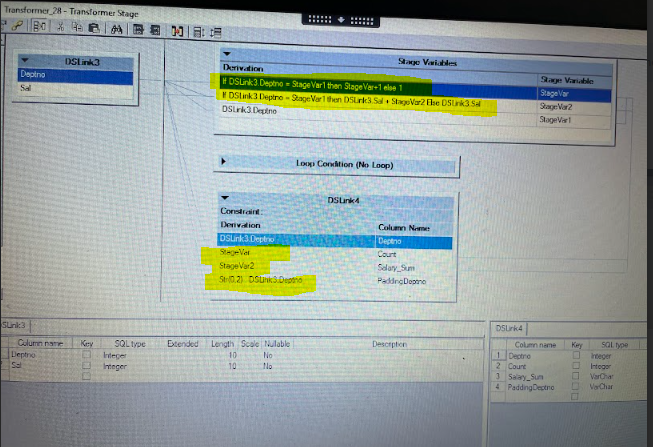 Transformer_28 - Transformer Stage
DSLink3
Deptno
Sal
Stage Variables
Derivation Stage Variable
If DSLink3.Deptno = StageVar1 then StageVar+1 else 1 StageVar
If DSLink3.Deptno = StageVar1 then DSLink3.Sal + StageVar2 Else DSLink3.Sal StageVar2
DSLink3.Deptno StageVar1
Loop Condition (No Loop)
DSLink4
Constraint:
Derivation Column Name
DSLink3.Deptno Deptno
StageVar Count
StageVar2 Salary_Sum
Str(0,2) : DSLink3.Deptno PaddingDeptno
SLink3
Column name Key SQL type Extended Length Scale Nullable Description
Deptno Integer 10 No
Sal Integer 10 No
DSLink4
Column name Key SQL type
1 Deptno Integer
2 Count Integer
3 Salary_Sum VarChar
4 PaddingDeptno VarChar